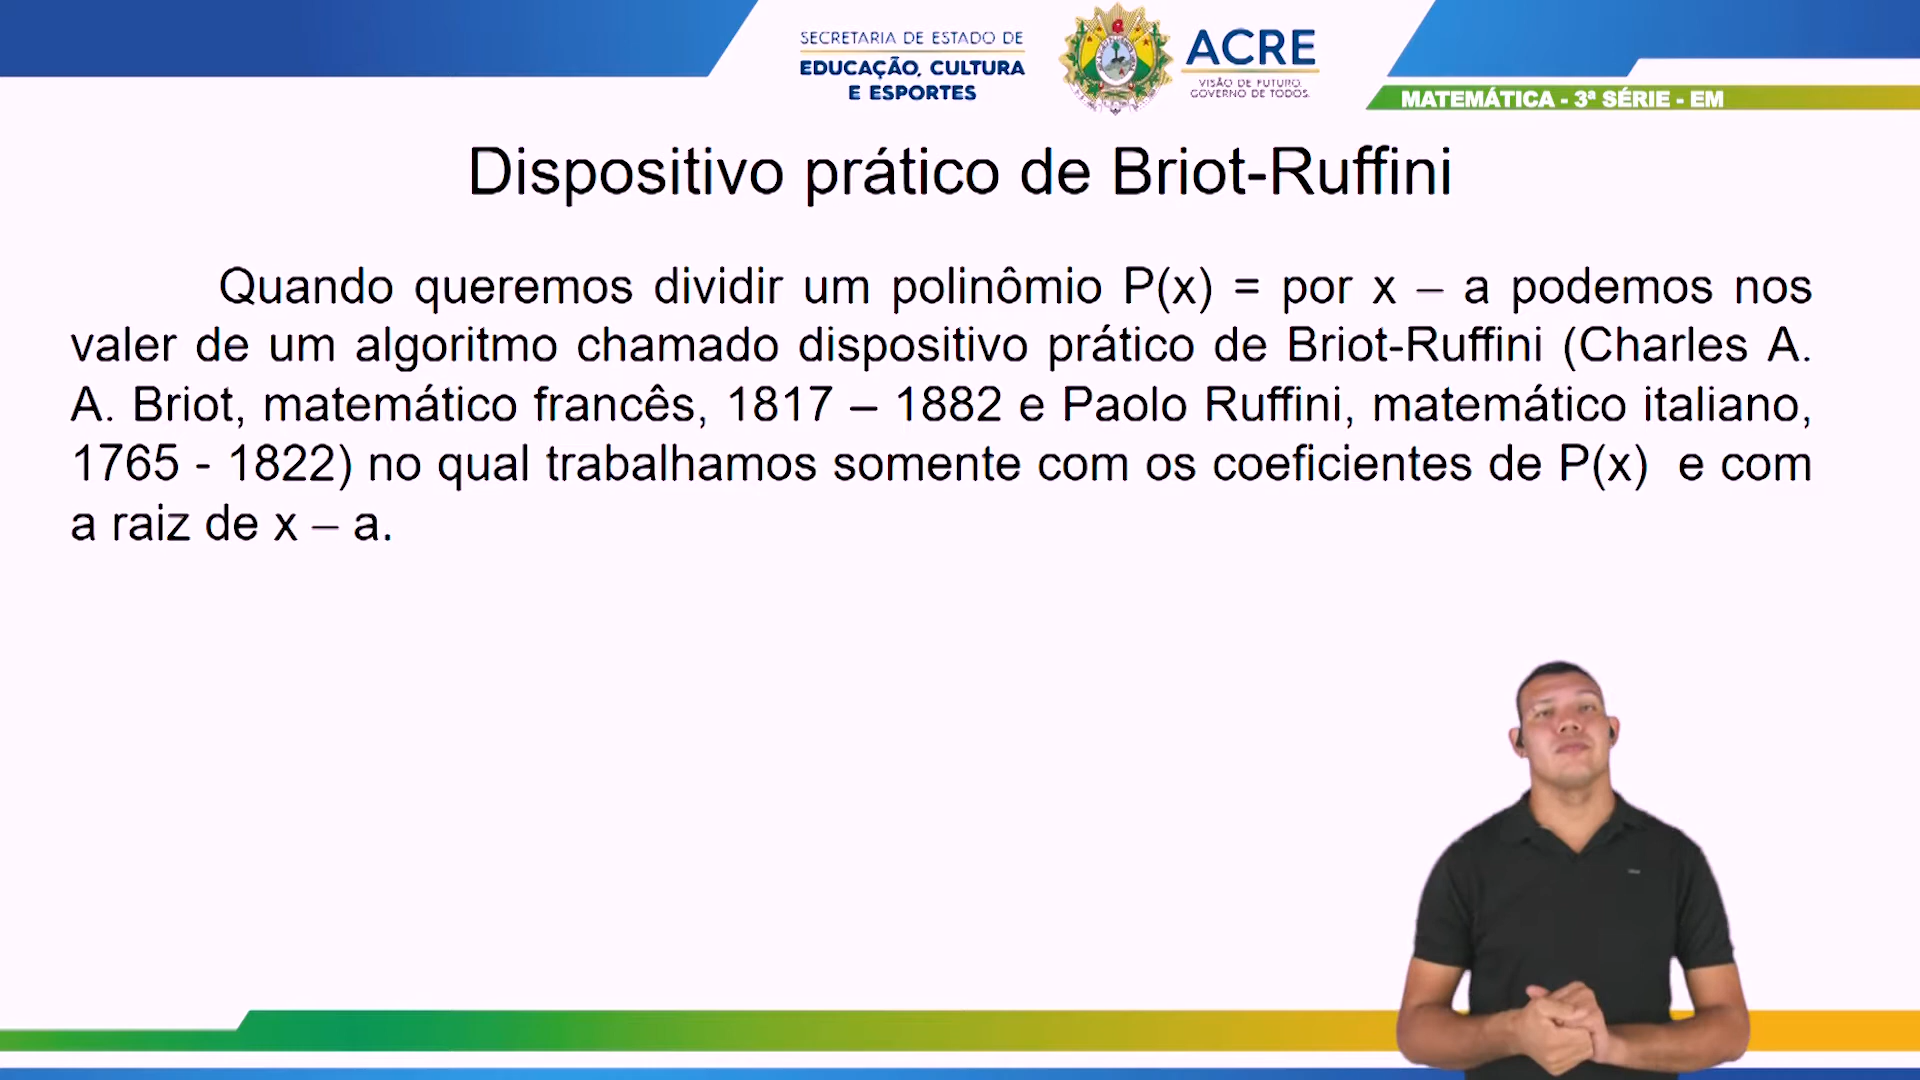 SECRETARIA DE ESTADO DE
EDUCAÇÃO, CULTURA
E ESPORTES
ACRE
VISÃO DE FUTURO.
GOVERNO DE TODOS.
MATEMÁTICA - 3ª SÉRIE - EM
Dispositivo prático de Briot-Ruffini
Quando queremos dividir um polinômio P(x) = por x – a podemos nos
valer de um algoritmo chamado dispositivo prático de Briot-Ruffini (Charles A.
A. Briot, matemático francês, 1817 – 1882 e Paolo Ruffini, matemático italiano,
1765 - 1822) no qual trabalhamos somente com os coeficientes de P(x) e com
a raiz de x – a.